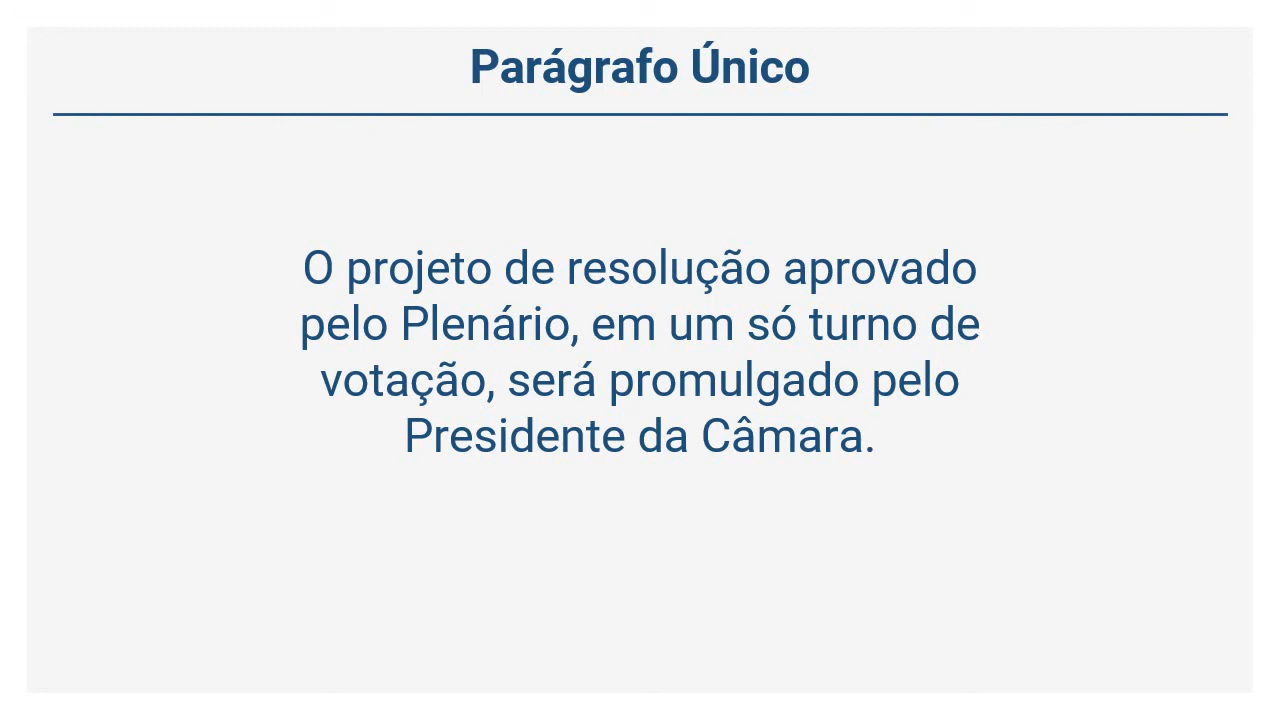 Parágrafo Único
O projeto de resolução aprovado
pelo Plenário, em um só turno de
votação, será promulgado pelo
Presidente da Câmara.